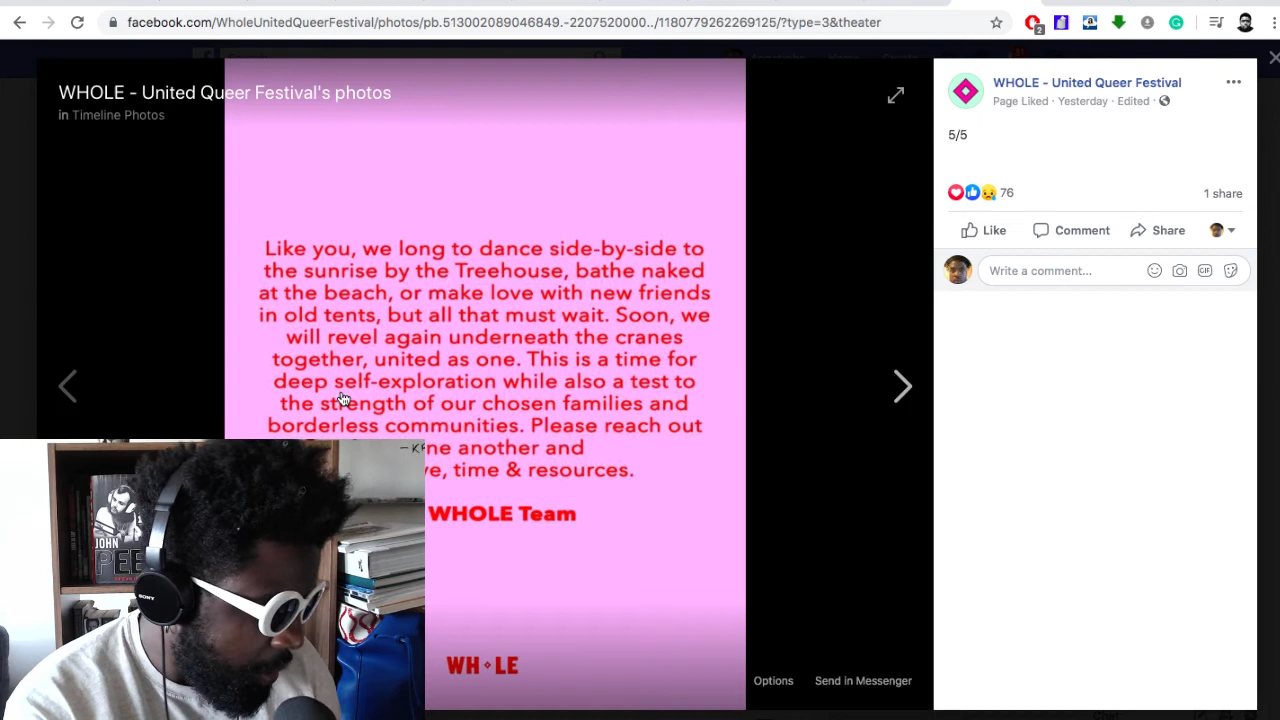 facebook.com/WholeUnitedQueerFestival/photos/pb.513002089046849.-2207520000../1180779262269125/?type=3&theater
2
WHOLE - United Queer Festival's photos
in Timeline Photos
Like you, we long to dance side-by-side to
the sunrise by the Treehouse, bathe naked
at the beach, or make love with new friends
in old tents, but all that must wait. Soon, we
will revel again underneath the cranes
together, united as one. This is a time for
deep self-exploration while also a test to
the strength of our chosen families and
borderless communities. Please reach out
another and
time & resources.
WHOLE Team
WH LE
Options
Send in Messenger
WHOLE - United Queer Festival
Page Liked · Yesterday · Edited ·
5/5
76
1 share
Like
Comment
Share
Write a comment...
GIF
JOHN
PEE
SONY